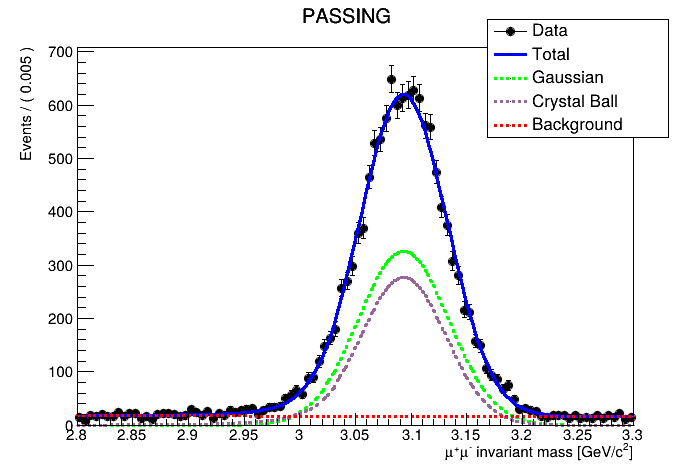 PASSING
Data
Total
Gaussian
Crystal Ball
Background
Events / ( 0.005 )
700
600
500
400
300
200
100
0
2.8 2.85 2.9 2.95 3 3.05 3.1 3.15 3.2 3.25 3.3
μ⁺μ⁻ invariant mass [GeV/c²]